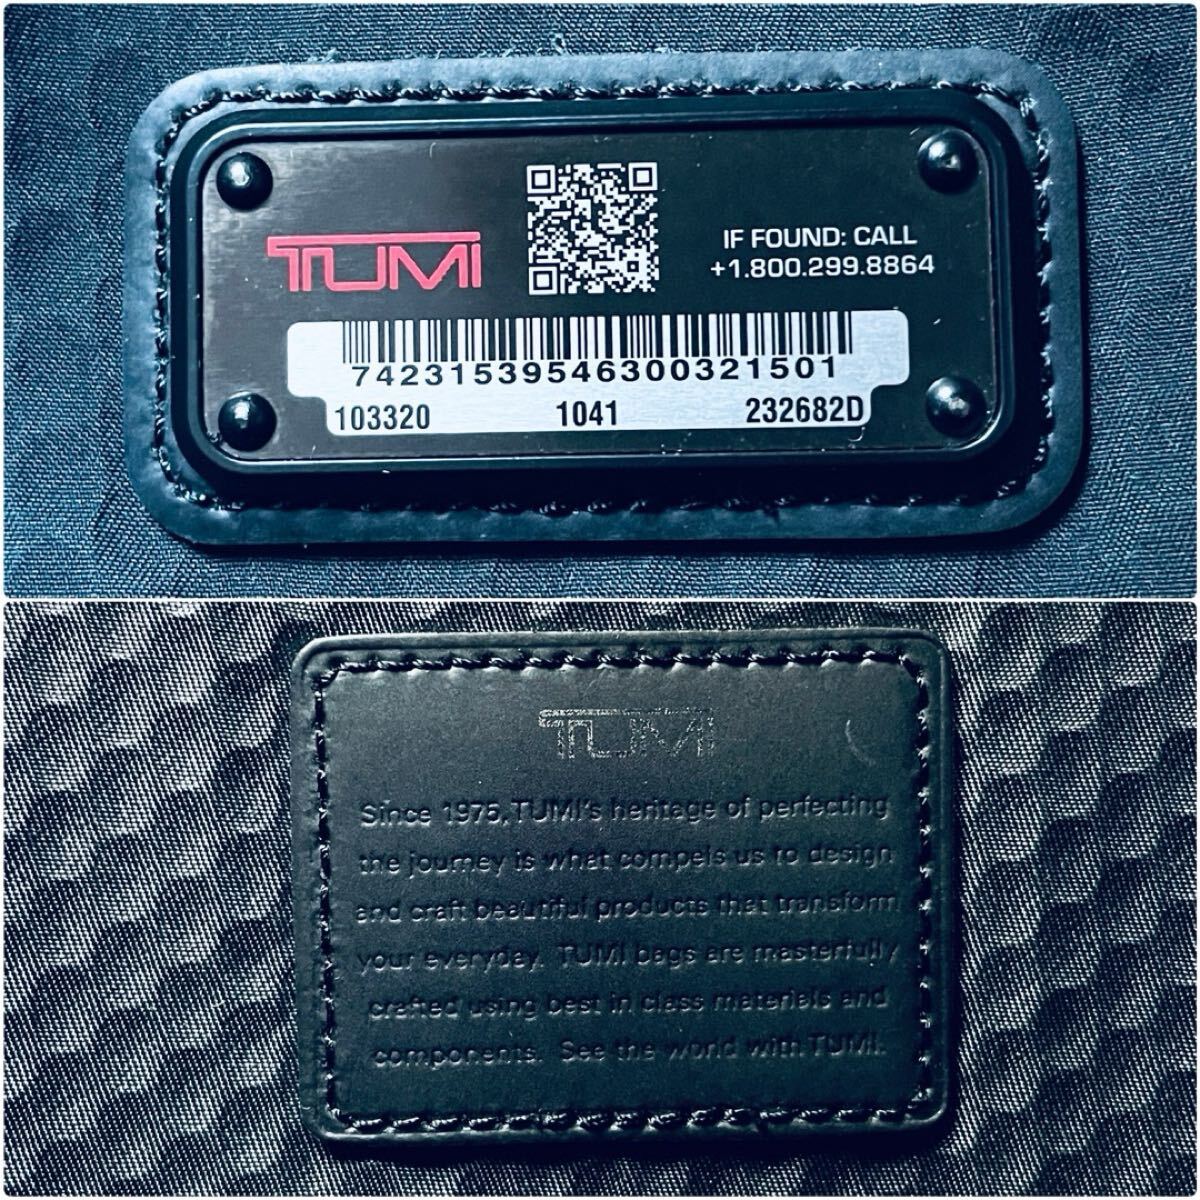 TUMI
IF FOUND: CALL
+1.800.299.8864
74231539546300321501
103320 1041 232682D
TUMI
Since 1975, TUMI's heritage of perfecting
the journey is what compels us to design
and craft beautiful products that transform
your everyday. TUMI bags are masterfully
crafted using best in class materials and
components. See the world with TUMI.